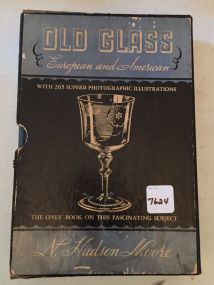 OLD GLASS
European and American
WITH 265 SUPERB PHOTOGRAPHIC ILLUSTRATIONS
7624
THE ONLY BOOK ON THIS FASCINATING SUBJECT
N. Hudson Moore